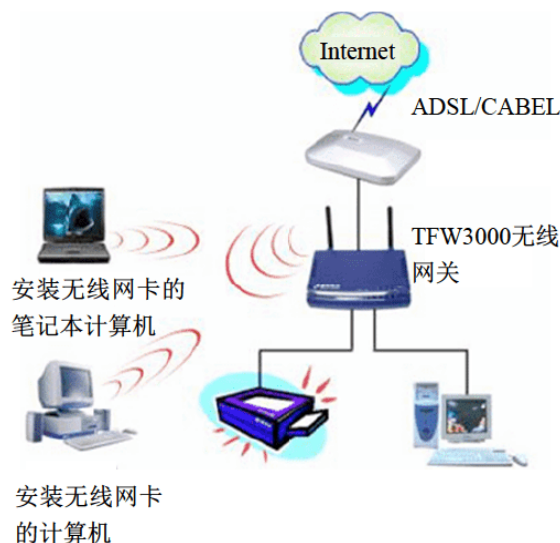 Internet
ADSL/CABEL
TFW3000无线
网关
安装无线网卡的
笔记本计算机
安装无线网卡
的计算机